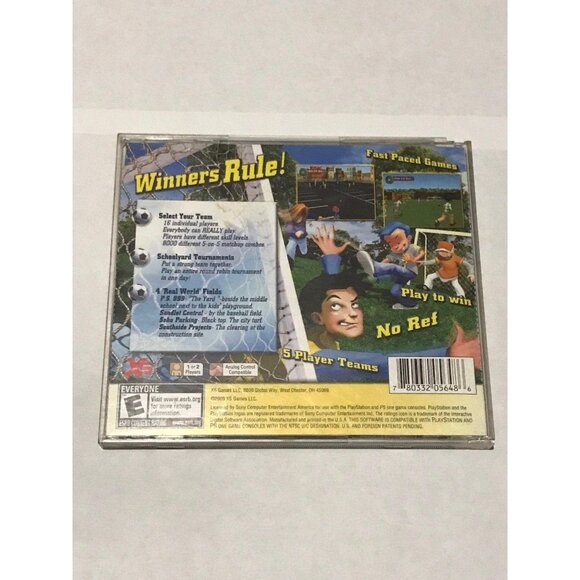 Winners Rule!
Fast Paced Games
Select Your Team
16 individual players
Everybody can REALLY play
Players have different skill levels
8000 different 5-on-5 matchup combos
Schoolyard Tournaments
Put a strong team together.
Play an entire round robin tournament
in one day!
4 'Real World' Fields
P.S. 999- "The Yard" -beside the middle
school next to the kids' playground
Sandlot Central - by the baseball field
Soho Parking- Black top. The city turf
Southside Projects- The clearing at the
construction site.
Play to win
No Ref
5 Player Teams
XS
1 or 2
Players
Analog Control
Compatible
7 80332 05648 6
EVERYONE
E
Visit www.esrb.org
for more ratings
information.
ESRB CONTENT RATING www.esrb.org
XS Games LLC. Global Way, West Chester, OH 45069.
XS Games LLC.
Licensed by Sony Computer Entertainment America for use with the PlayStation and PS one game consoles. PlayStation and the
PlayStation logos are registered trademarks of Sony Computer Entertainment Inc. The ratings icon is a trademark of the Interactive
Digital Software Association. Manufactured and printed in the U.S.A. THIS SOFTWARE IS COMPATIBLE WITH PLAYSTATION AND
PS ONE GAME CONSOLES WITH THE NTSC U/C DESIGNATION. U.S. AND FOREIGN PATENTS PENDING.